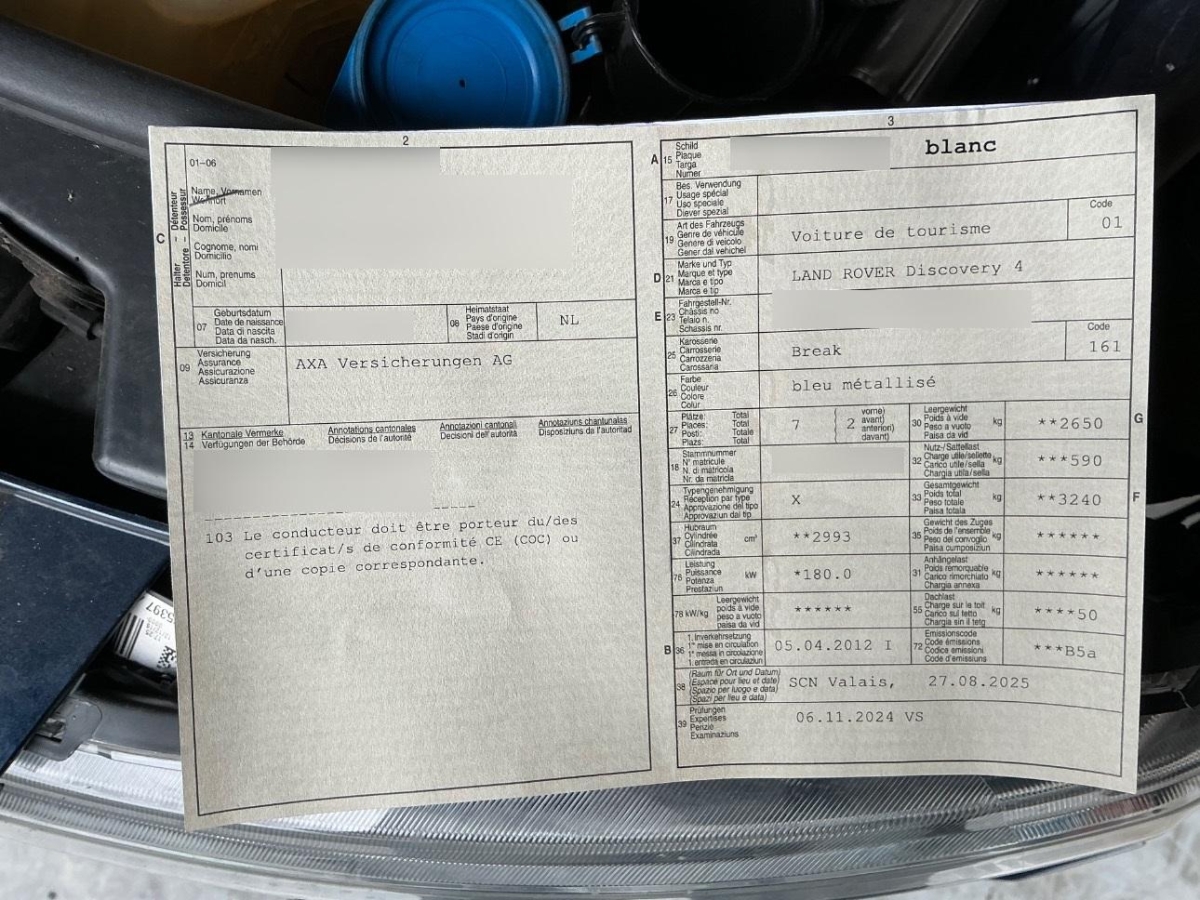 2
01-06
Halter - Détenteur
Detentore - Possessur
C
Name, Vornamen
Wohnort
Nom, prénoms
Domicile
Cognome, nomi
Domicilio
Num, prenums
Domicil
07
Geburtsdatum
Date de naissance
Data di nascita
Data da nasch.
08
Heimatstaat
Pays d'origine
Paese d'origine
Stadi d'origin
NL
09
Versicherung
Assurance
Assicurazione
Assicuranza
AXA Versicherungen AG
13 Kantonale Vermerke
14 Verfügungen der Behörde
Annotations cantonales
Décisions de l'autorité
Annotazioni cantonali
Decisioni dell'autorità
Annotaziuns chantunalas
Disposiziuns da l'autoritad
103 Le conducteur doit être porteur du/des
certificat/s de conformité CE (COC) ou
d'une copie correspondante.
3
A
15
Schild
Plaque
Targa
Numer
blanc
17
Bes. Verwendung
Usage spécial
Uso speciale
Diever spezial
19
Art des Fahrzeugs
Genre de véhicule
Genere di veicolo
Gener dal vehichel
Voiture de tourisme
Code
01
D
21
Marke und Typ
Marque et type
Marca e tipo
Marca e tip
LAND ROVER Discovery 4
E
23
Fahrgestell-Nr.
Châssis no
Telaio n.
Schassis nr.
25
Karosserie
Carrosserie
Carrozzeria
Carossaria
Break
Code
161
26
Farbe
Couleur
Colore
Colur
bleu métallisé
27
Plätze: Total
Places: Total
Posti: Totale
Plazs: Total
7
2
vorne)
avant)
anteriori)
davant)
30
Leergewicht
Poids à vide
Peso a vuoto
Paisa da vid
kg
**2650
G
18
Stammnummer
N° matricule
N. di matricola
Nr. da matricla
32
Nutz-/Sattellast
Charge utile/sellette
Carico utile/sella
Chargia utila/sella
kg
***590
24
Typengenehmigung
Réception par type
Approvazione del tipo
Approvaziun dal tip
X
33
Gesamtgewicht
Poids total
Peso totale
Paisa totala
kg
**3240
F
37
Hubraum
Cylindrée
Cilindrata
Cilindrada
cm³
**2993
35
Gewicht des Zuges
Poids de l'ensemble
Peso del convoglio
Paisa cumposiziun
kg
******
76
Leistung
Puissance
Potenza
Prestaziun
kW
*180.0
31
Anhängelast
Poids remorquable
Carico rimorchiato
Chargia annexa
kg
******
78 kW/kg
Leergewicht
poids à vide
peso a vuoto
paisa da vid
******
55
Dachlast
Charge sur le toit
Carico sul tetto
Chargia sin il tetg
kg
****50
B
36
1. Inverkehrsetzung
1re mise en circulation
1a messa in circolazione
1. entrada en circulaziun
05.04.2012 I
72
Emissionscode
Code émissions
Codice emissioni
Code d'emissiuns
***B5a
38
(Raum für Ort und Datum)
(Espace pour lieu et date)
(Spazio per luogo e data)
(Spazi per lieu e data)
SCN Valais, 27.08.2025
39
Prüfungen
Expertises
Perizie
Examinaziuns
06.11.2024 VS